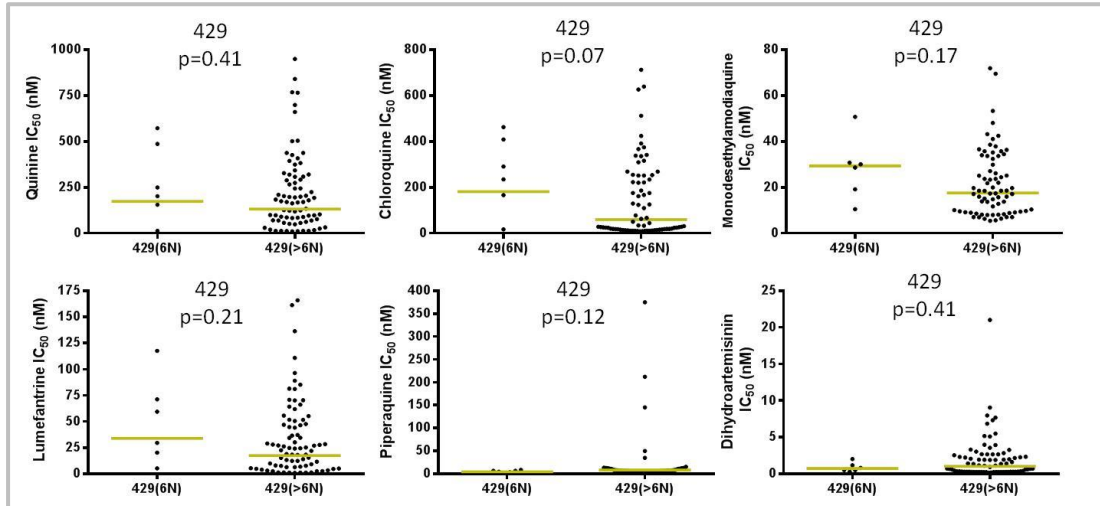 429
p=0.41
Quinine IC50 (nM)
1000
750
500
250
0
429(6N)
429(>6N)
429
p=0.07
Chloroquine IC50 (nM)
800
600
400
200
0
429(6N)
429(>6N)
429
p=0.17
Monodesethylamodiaquine
IC50 (nM)
80
60
40
20
0
429(6N)
429(>6N)
429
p=0.21
Lumefantrine IC50 (nM)
175
150
125
100
75
50
25
0
429(6N)
429(>6N)
429
p=0.12
Piperaquine IC50 (nM)
400
350
300
250
200
150
100
50
0
429(6N)
429(>6N)
429
p=0.41
Dihydroartemisinin
IC50 (nM)
25
20
15
10
5
0
429(6N)
429(>6N)